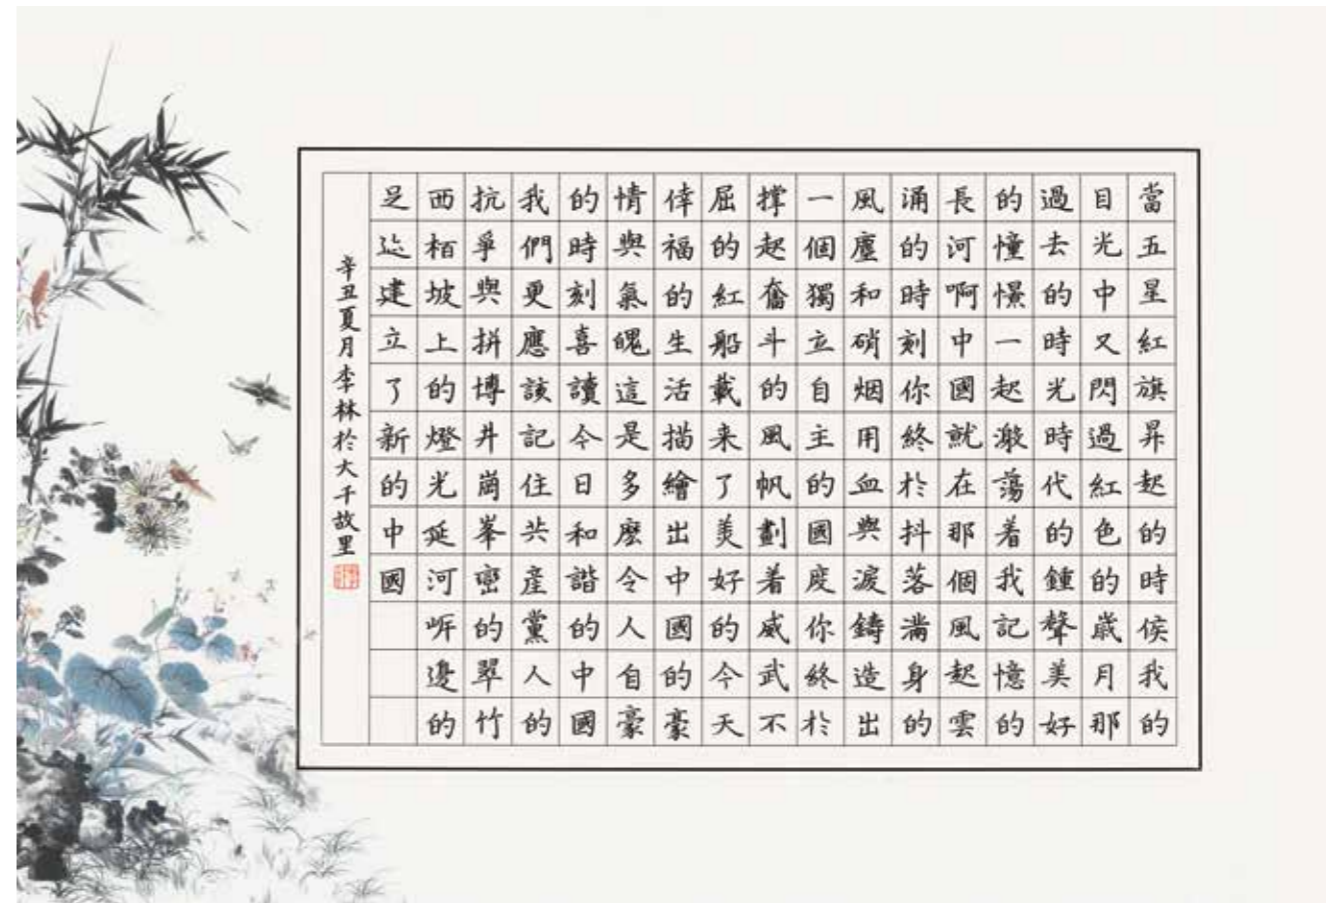 當五星紅旗昇起的時候我的
目光中又閃過紅色的歲月那
過去的時光時代的鍾聲美好
的憧憬一起激蕩着我記憶的
長河啊中國就在那個風起雲
涌的時刻你終於抖落滿身的
風塵和硝烟用血與淚鑄造出
一個獨立自主的國度你終於
撑起奮斗的風帆劃着威武不
屈的紅船載来了美好的今天
倖福的生活描繪出中國的豪
情與氣魄這是多麽令人自豪
的時刻喜讀今日和諧的中國
我們更應該記住共產黨人的
抗爭與拼博井崗峯巒的翠竹
西栢坡上的燈光延河岍邊的
足迹建立了新的中國
辛丑夏月李林於大千故里